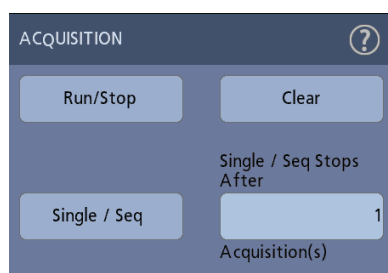 ACQUISITION ?
Run/Stop Clear
Single / Seq Stops
After
Single / Seq 1
Acquisition(s)